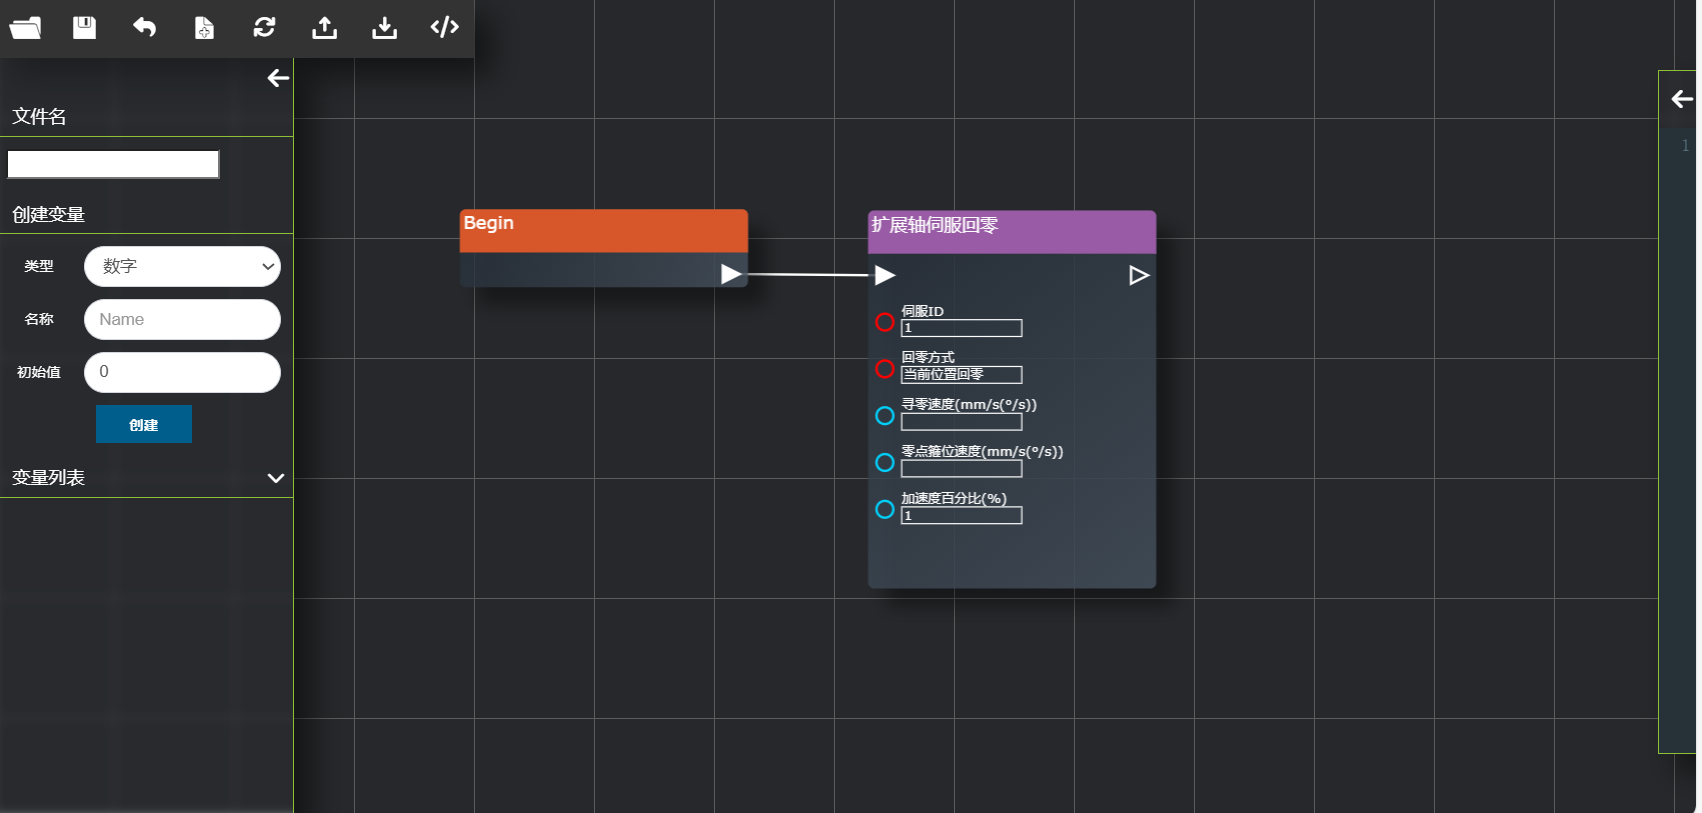 文件名
创建变量
类型
数字
名称
Name
初始值
0
创建
变量列表
Begin
扩展轴伺服回零
伺服ID
1
回零方式
当前位置回零
寻零速度(mm/s(°/s))
零点箍位速度(mm/s(°/s))
加速度百分比(%)
1
1